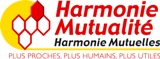 Harmonie
Mutualité
Harmonie Mutuelles
PLUS PROCHES, PLUS HUMAINS, PLUS UTILES